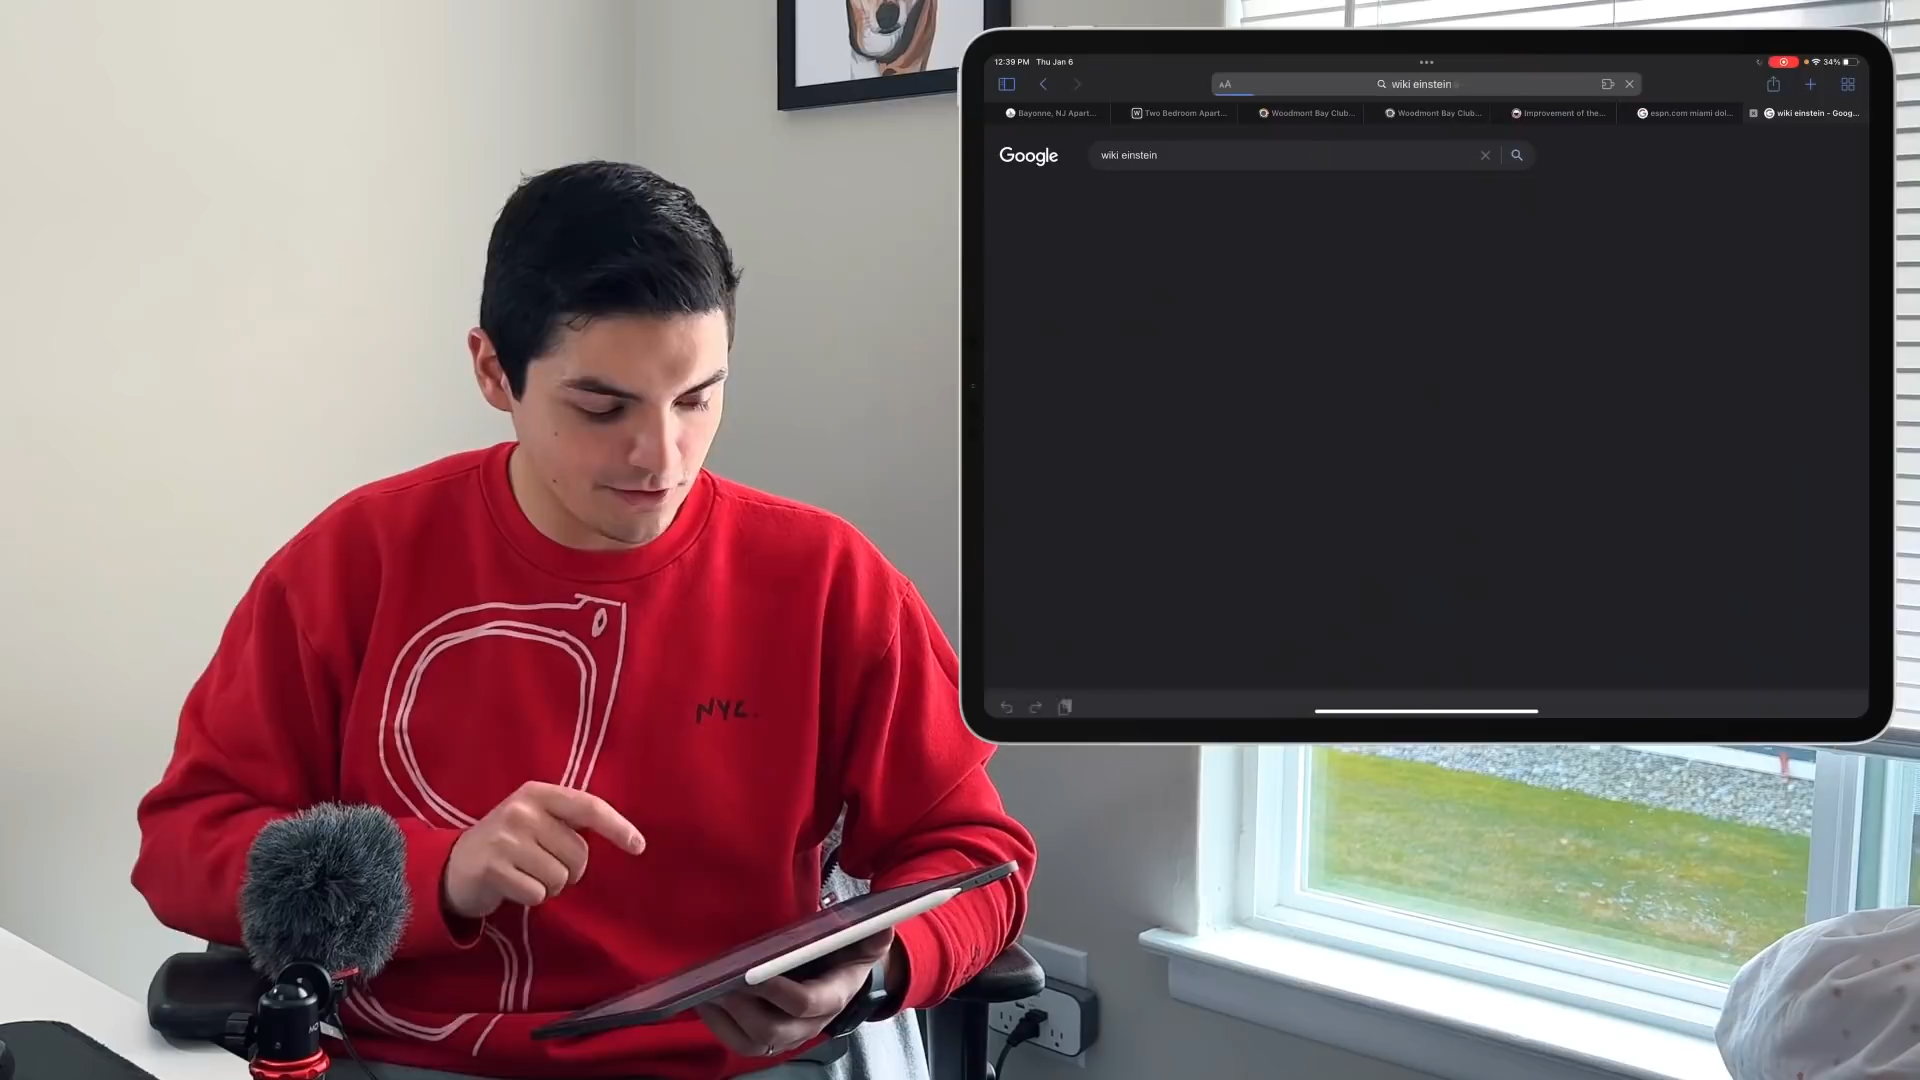 12:39 PM Thu Jan 6
34%
AA
wiki einstein
Bayonne, NJ Apart...
Two Bedroom Apart...
Woodmont Bay Club...
Woodmont Bay Club...
Improvement of the...
espn.com miami dol...
wiki einstein - Goog...
Google
wiki einstein
NYC.